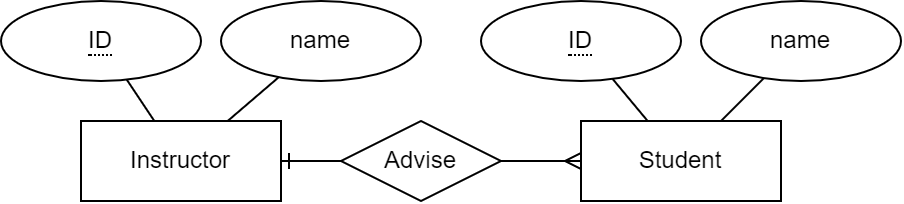 ID
name
ID
name
Instructor
Advise
Student